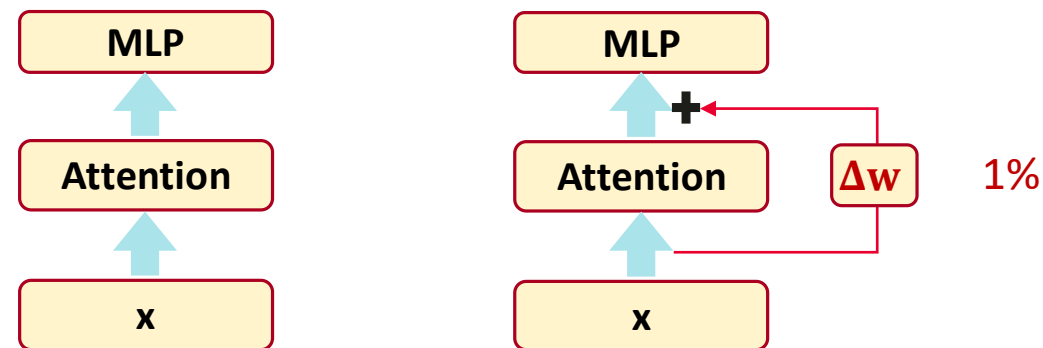 MLP
Attention
x
MLP
Attention
Δw
1%
x